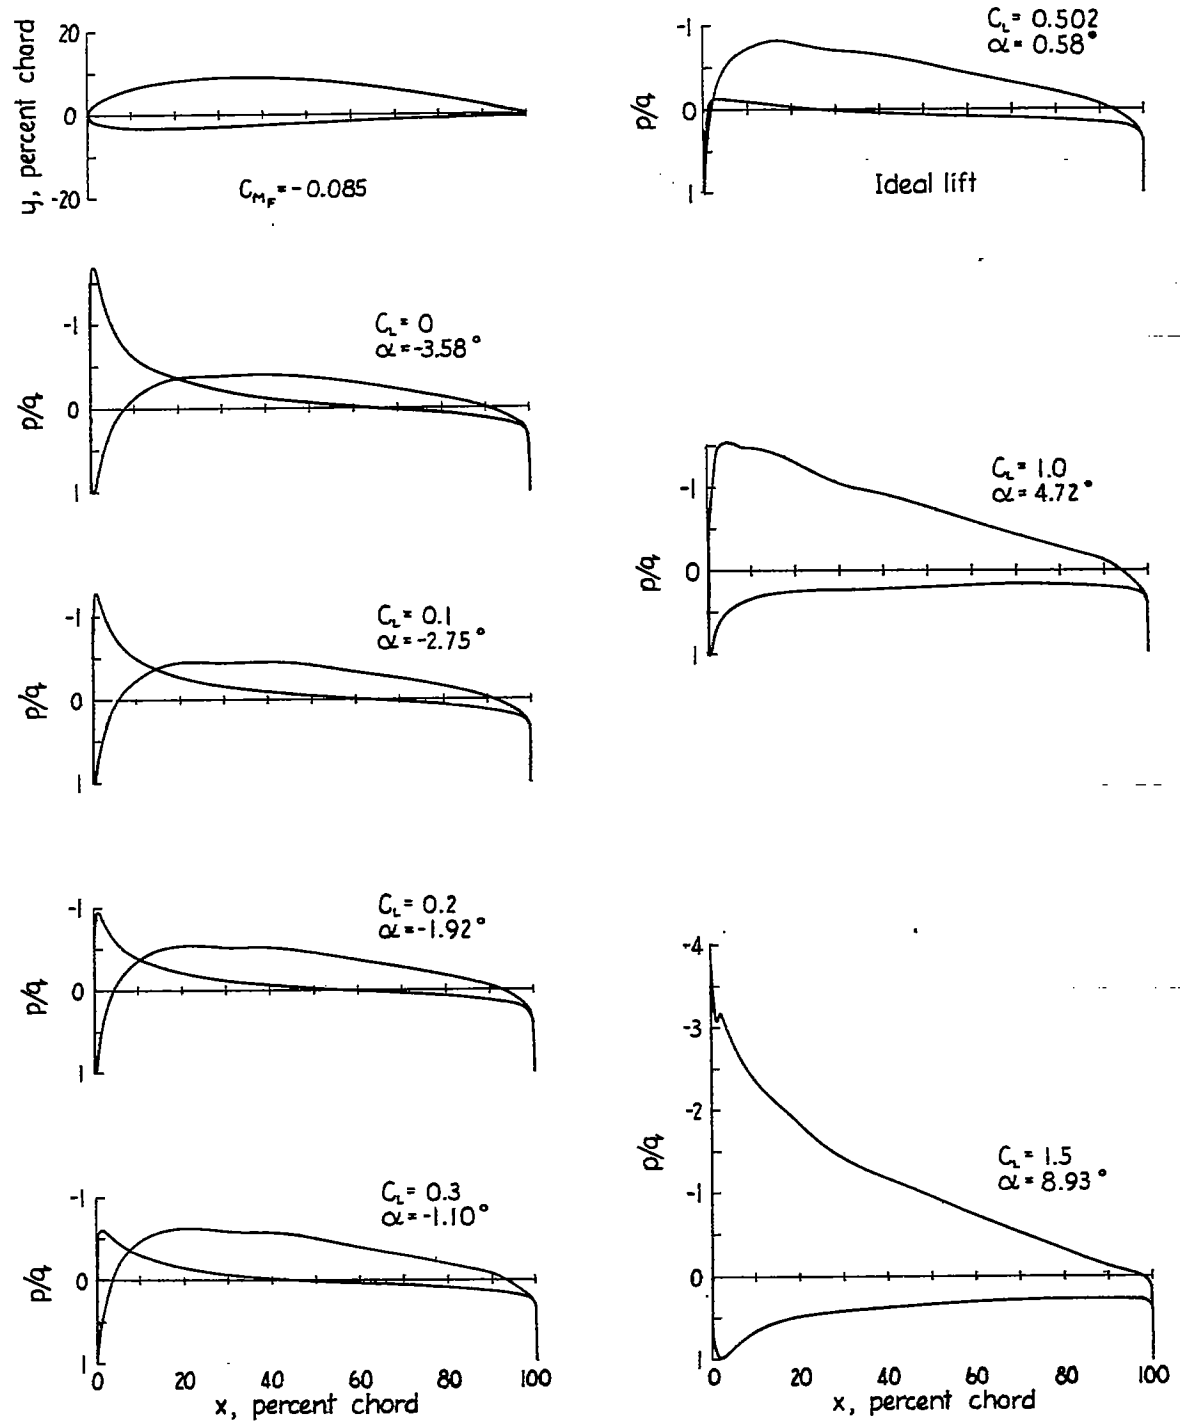 y, percent chord
20
0
-20
C_MF = -0.085
p/q
-1
0
1
C_L = 0
α = -3.58°
p/q
-1
0
1
C_L = 0.1
α = -2.75°
p/q
-1
0
1
C_L = 0.2
α = -1.92°
p/q
-1
0
1
C_L = 0.3
α = -1.10°
0 20 40 60 80 100
x, percent chord
p/q
-1
0
1
C_L = 0.502
α = 0.58°
Ideal lift
p/q
-1
0
1
C_L = 1.0
α = 4.72°
p/q
-4
-3
-2
-1
0
1
C_L = 1.5
α = 8.93°
0 20 40 60 80 100
x, percent chord